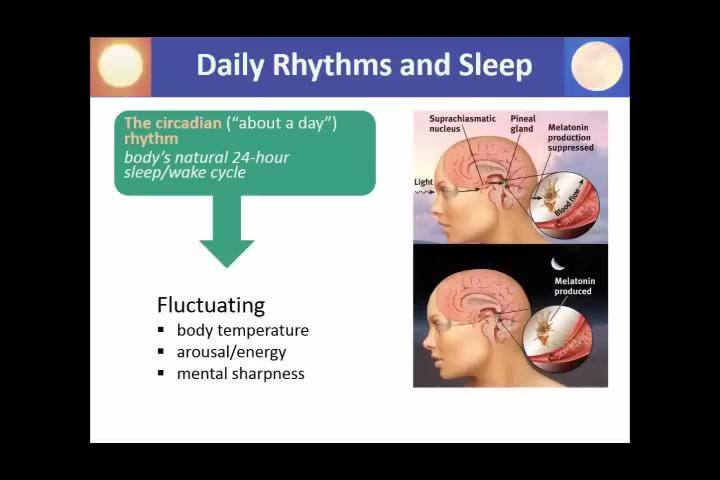 Daily Rhythms and Sleep
The circadian ("about a day")
rhythm
body's natural 24-hour
sleep/wake cycle
Fluctuating
▪ body temperature
▪ arousal/energy
▪ mental sharpness
Suprachiasmatic
nucleus
Pineal
gland
Melatonin
production
suppressed
Light
Blood flow
Melatonin
produced